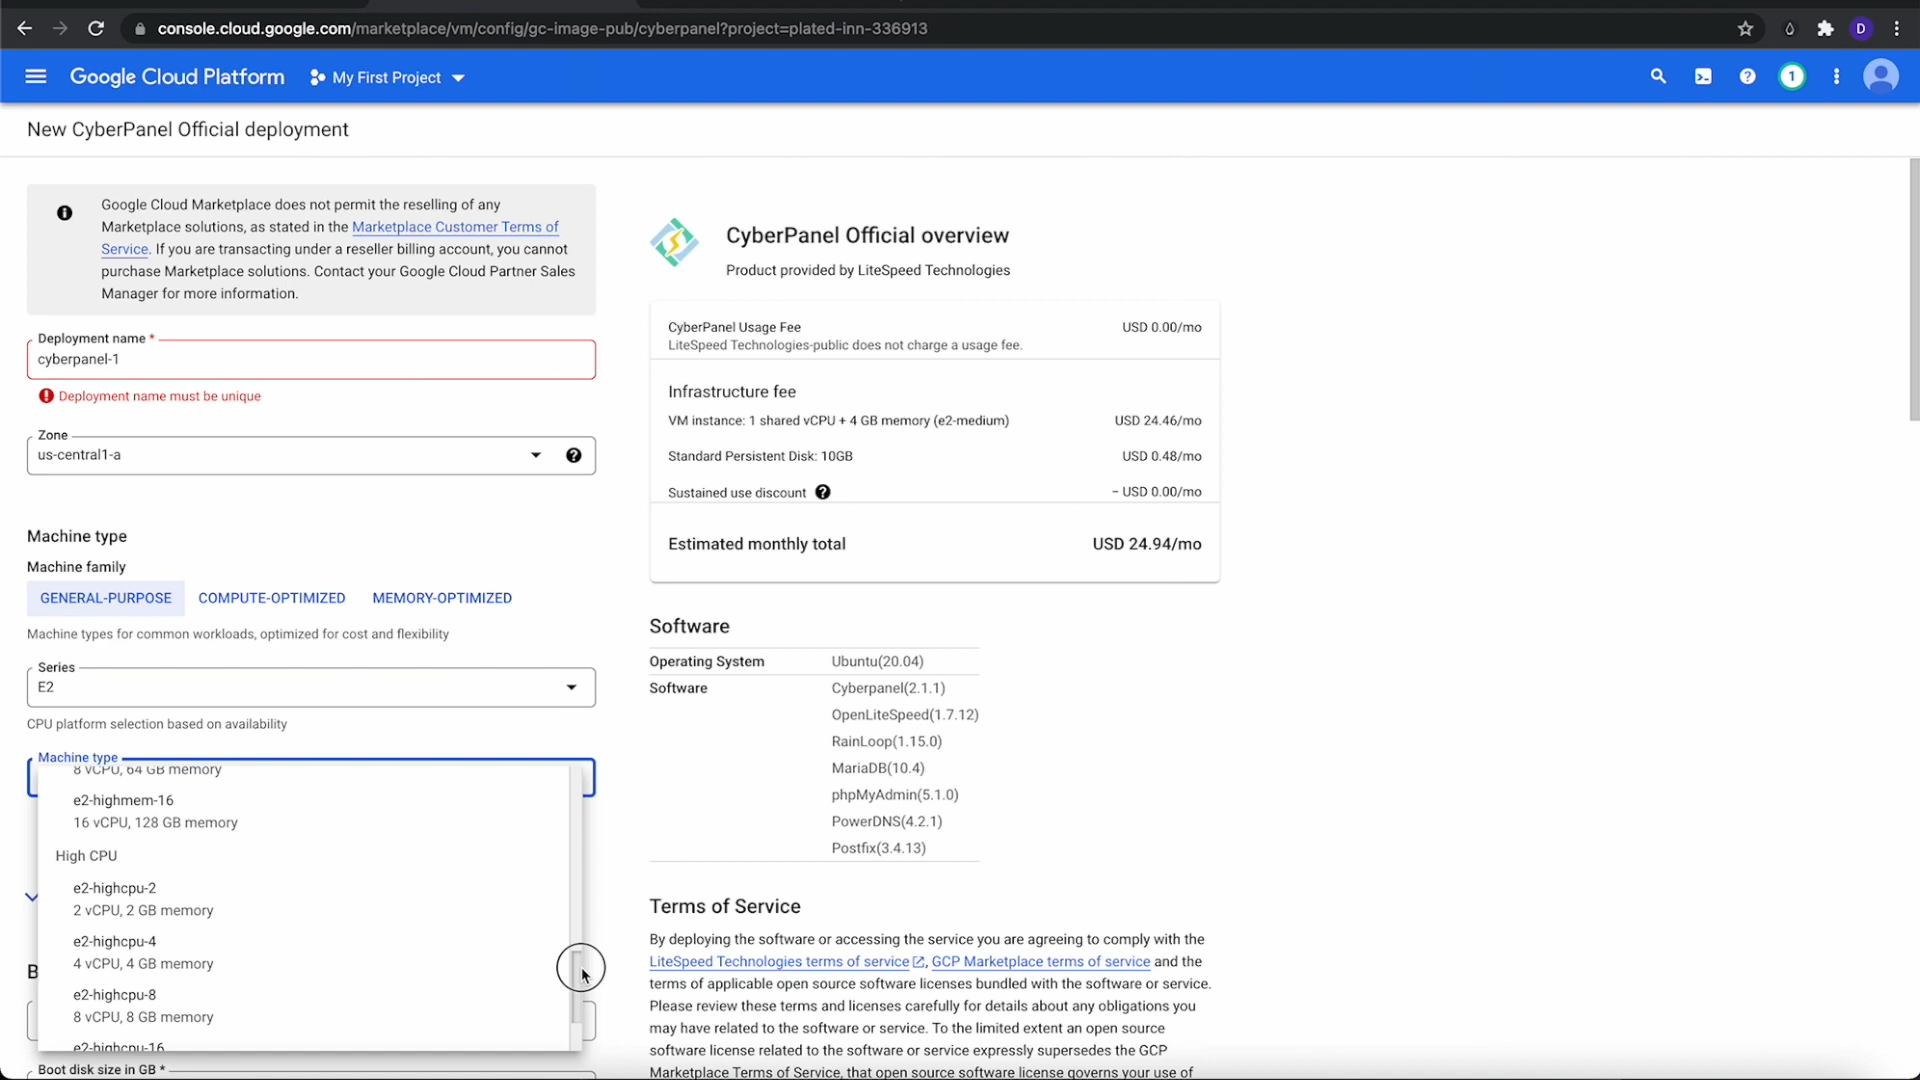 console.cloud.google.com/marketplace/vm/config/gc-image-pub/cyberpanel?project=plated-inn-336913
D
Google Cloud Platform
My First Project
1
New CyberPanel Official deployment
Google Cloud Marketplace does not permit the reselling of any
Marketplace solutions, as stated in the Marketplace Customer Terms of
Service. If you are transacting under a reseller billing account, you cannot
purchase Marketplace solutions. Contact your Google Cloud Partner Sales
Manager for more information.
Deployment name *
cyberpanel-1
Deployment name must be unique
Zone
us-central1-a
Machine type
Machine family
GENERAL-PURPOSE
COMPUTE-OPTIMIZED
MEMORY-OPTIMIZED
Machine types for common workloads, optimized for cost and flexibility
Series
E2
CPU platform selection based on availability
Machine type
8 vCPU, 64 GB memory
e2-highmem-16
16 vCPU, 128 GB memory
High CPU
e2-highcpu-2
2 vCPU, 2 GB memory
e2-highcpu-4
4 vCPU, 4 GB memory
e2-highcpu-8
8 vCPU, 8 GB memory
e2-highcpu-16
B
Boot disk size in GB *
CyberPanel Official overview
Product provided by LiteSpeed Technologies
CyberPanel Usage Fee USD 0.00/mo
LiteSpeed Technologies-public does not charge a usage fee.
Infrastructure fee
VM instance: 1 shared vCPU + 4 GB memory (e2-medium) USD 24.46/mo
Standard Persistent Disk: 10GB USD 0.48/mo
Sustained use discount − USD 0.00/mo
Estimated monthly total USD 24.94/mo
Software
Operating System Ubuntu(20.04)
Software Cyberpanel(2.1.1)
OpenLiteSpeed(1.7.12)
RainLoop(1.15.0)
MariaDB(10.4)
phpMyAdmin(5.1.0)
PowerDNS(4.2.1)
Postfix(3.4.13)
Terms of Service
By deploying the software or accessing the service you are agreeing to comply with the
LiteSpeed Technologies terms of service, GCP Marketplace terms of service and the
terms of applicable open source software licenses bundled with the software or service.
Please review these terms and licenses carefully for details about any obligations you
may have related to the software or service. To the limited extent an open source
software license related to the software or service expressly supersedes the GCP
Marketplace Terms of Service, that open source software license governs your use of